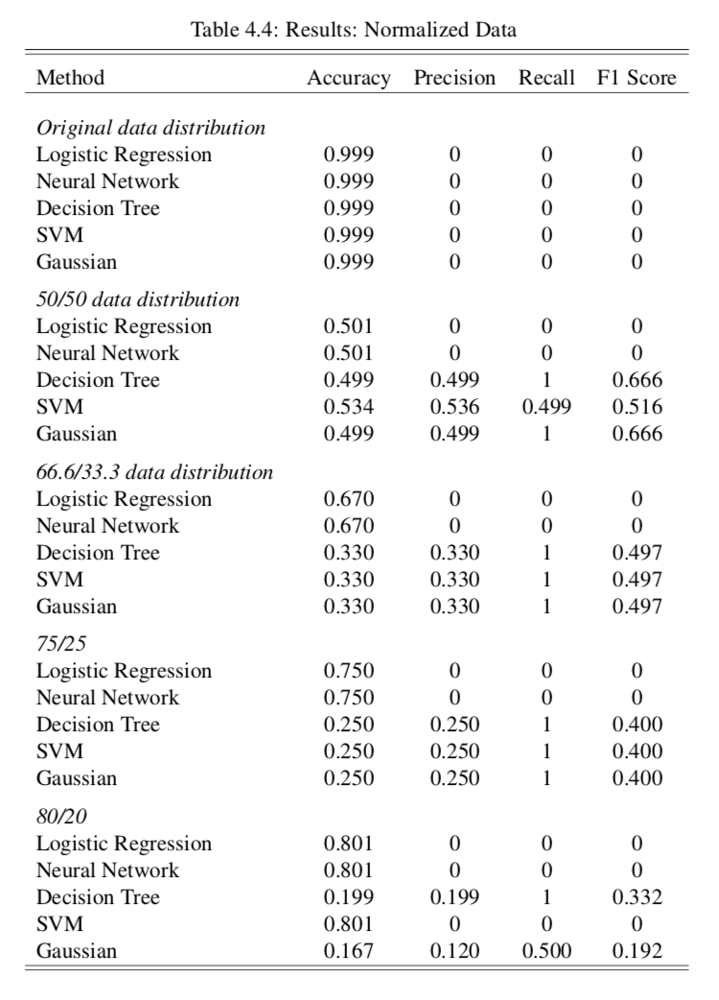 Table 4.4: Results: Normalized Data
Method Accuracy Precision Recall F1 Score
Original data distribution
Logistic Regression 0.999 0 0 0
Neural Network 0.999 0 0 0
Decision Tree 0.999 0 0 0
SVM 0.999 0 0 0
Gaussian 0.999 0 0 0
50/50 data distribution
Logistic Regression 0.501 0 0 0
Neural Network 0.501 0 0 0
Decision Tree 0.499 0.499 1 0.666
SVM 0.534 0.536 0.499 0.516
Gaussian 0.499 0.499 1 0.666
66.6/33.3 data distribution
Logistic Regression 0.670 0 0 0
Neural Network 0.670 0 0 0
Decision Tree 0.330 0.330 1 0.497
SVM 0.330 0.330 1 0.497
Gaussian 0.330 0.330 1 0.497
75/25
Logistic Regression 0.750 0 0 0
Neural Network 0.750 0 0 0
Decision Tree 0.250 0.250 1 0.400
SVM 0.250 0.250 1 0.400
Gaussian 0.250 0.250 1 0.400
80/20
Logistic Regression 0.801 0 0 0
Neural Network 0.801 0 0 0
Decision Tree 0.199 0.199 1 0.332
SVM 0.801 0 0 0
Gaussian 0.167 0.120 0.500 0.192